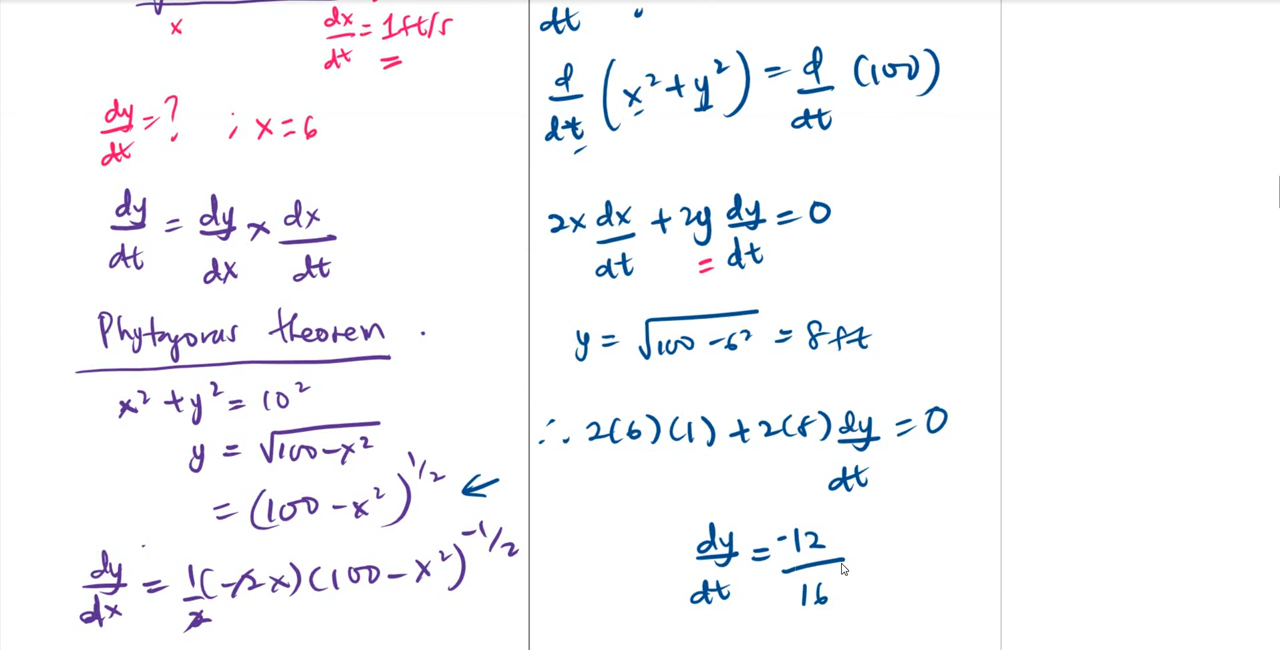 x
dx/dt = 1ft/s
dy/dt = ? ; x = 6
dy/dt = dy/dx × dx/dt
Phytagorus theorem .
x² + y² = 10²
y = √100 - x²
= (100 - x²)^1/2 ←
dy/dx = 1/2 (-2x)(100 - x²)^-1/2
dt
d/dt (x² + y²) = d/dt (100)
2x dx/dt + 2y dy/dt = 0
y = √100 - 6² = 8ft
∴ 2(6)(1) + 2(8) dy/dt = 0
dy/dt = -12/16